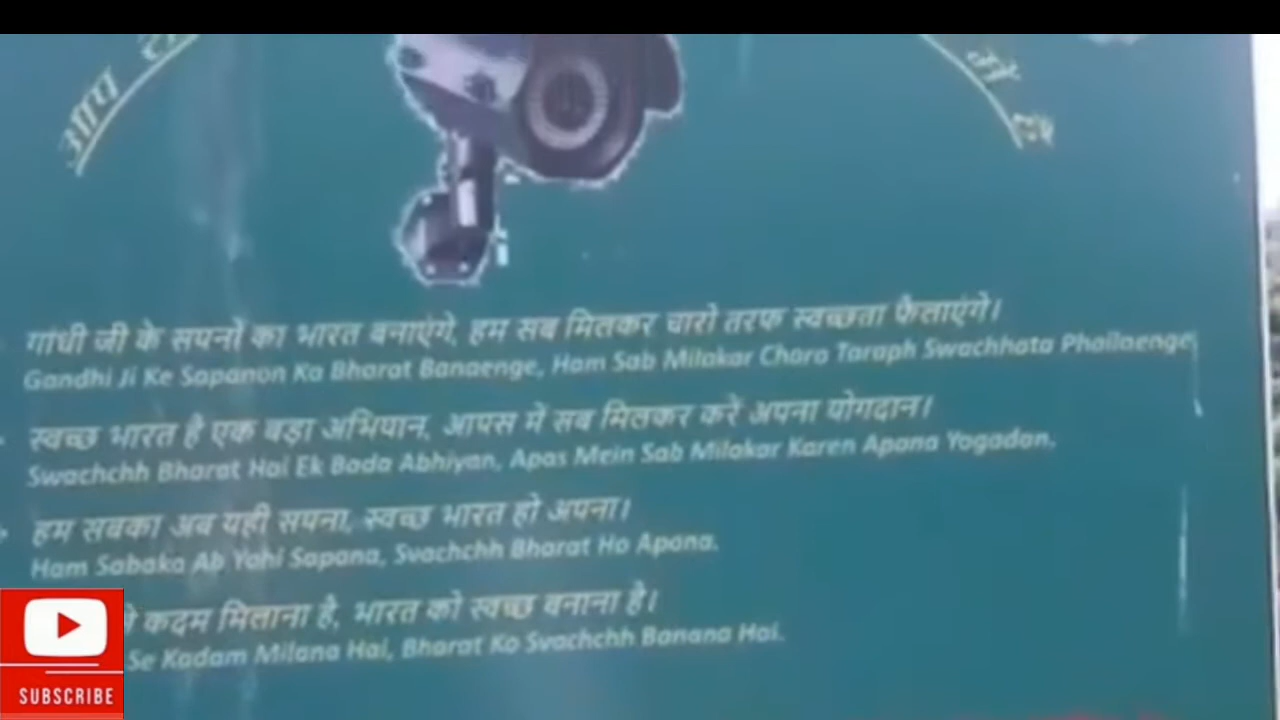 आप
में है
गांधी जी के सपनों का भारत बनाएंगे, हम सब मिलकर चारो तरफ स्वच्छता फैलाएंगे।
Gandhi Ji Ke Sapanon Ka Bharat Banaenge, Ham Sab Milakar Charo Taraph Swachhata Phailaenge
स्वच्छ भारत है एक बड़ा अभियान, आपस में सब मिलकर करें अपना योगदान।
Swachchh Bharat Hai Ek Bada Abhiyan, Apas Mein Sab Milakar Karen Apana Yogadan.
हम सबका अब यही सपना, स्वच्छ भारत हो अपना।
Ham Sabaka Ab Yahi Sapana, Svachchh Bharat Ho Apana.
कदम मिलाना है, भारत को स्वच्छ बनाना है।
Se Kadam Milana Hai, Bharat Ko Svachchh Banana Hai.
SUBSCRIBE